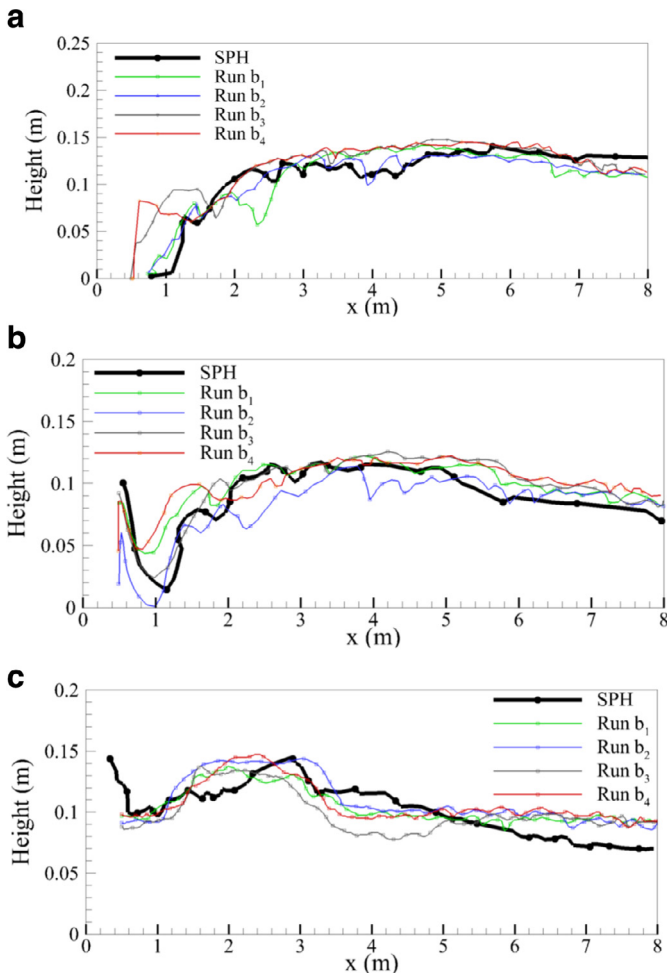 a
0.25
0.2
0.15
0.1
0.05
0
Height (m)
SPH
Run b₁
Run b₂
Run b₃
Run b₄
0 1 2 3 4 5 6 7 8
x (m)
b
0.2
0.15
0.1
0.05
0
Height (m)
SPH
Run b₁
Run b₂
Run b₃
Run b₄
0 1 2 3 4 5 6 7 8
x (m)
c
0.2
0.15
0.1
0.05
0
Height (m)
SPH
Run b₁
Run b₂
Run b₃
Run b₄
0 1 2 3 4 5 6 7 8
x (m)